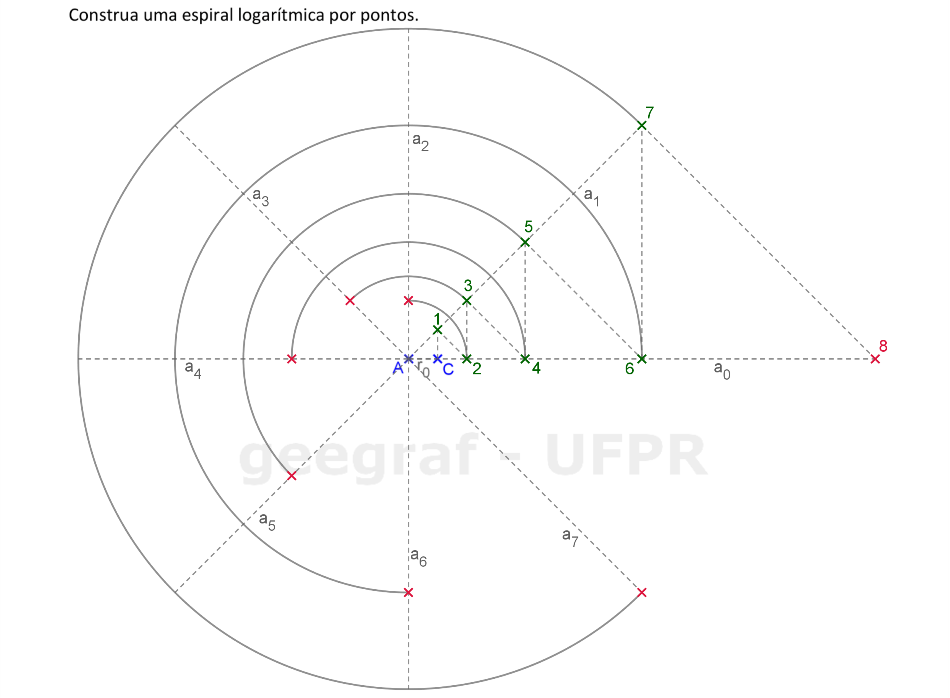 Construa uma espiral logarítmica por pontos.
7
a2
a3
a1
5
3
1
8
a4
A
r0
C
2
4
6
a0
geegraf - UFPR
a5
a7
a6